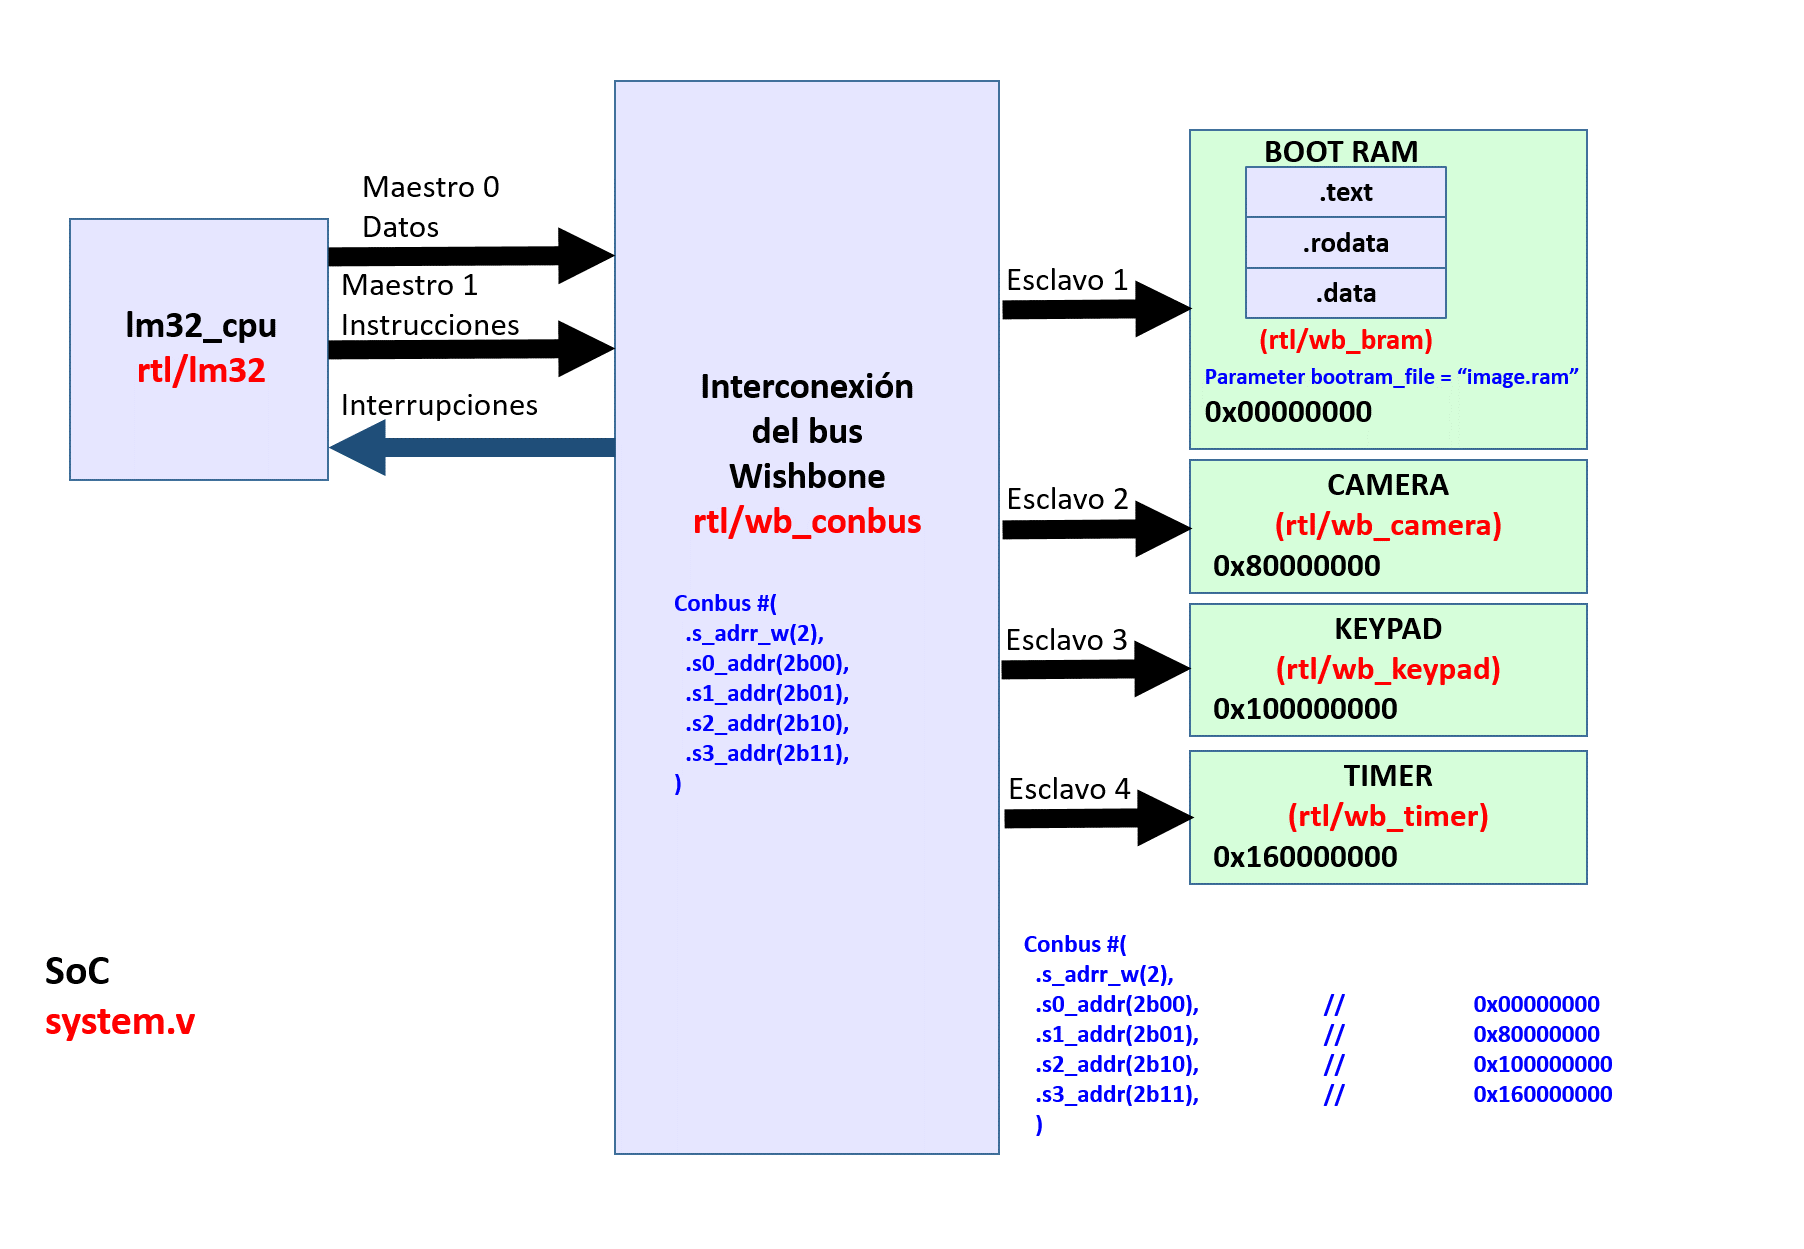 lm32_cpu
rtl/lm32
Maestro 0
Datos
Maestro 1
Instrucciones
Interrupciones
Interconexión
del bus
Wishbone
rtl/wb_conbus
Conbus #(
.s_adrr_w(2),
.s0_addr(2b00),
.s1_addr(2b01),
.s2_addr(2b10),
.s3_addr(2b11),
)
Esclavo 1
BOOT RAM
.text
.rodata
.data
(rtl/wb_bram)
Parameter bootram_file = “image.ram”
0x00000000
Esclavo 2
CAMERA
(rtl/wb_camera)
0x80000000
Esclavo 3
KEYPAD
(rtl/wb_keypad)
0x100000000
Esclavo 4
TIMER
(rtl/wb_timer)
0x160000000
SoC
system.v
Conbus #(
.s_adrr_w(2),
.s0_addr(2b00), // 0x00000000
.s1_addr(2b01), // 0x80000000
.s2_addr(2b10), // 0x100000000
.s3_addr(2b11), // 0x160000000
)